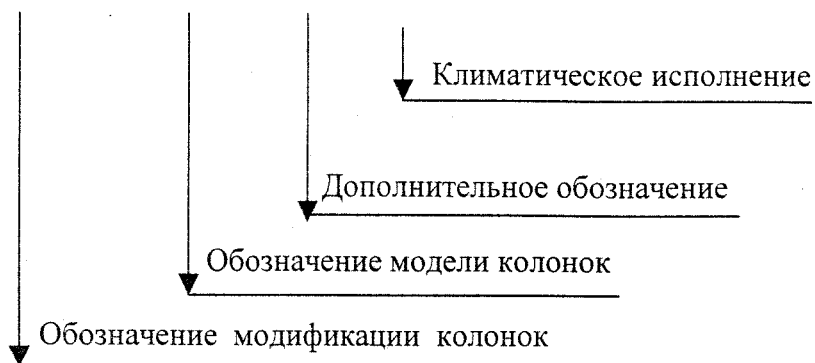 Климатическое исполнение
Дополнительное обозначение
Обозначение модели колонок
Обозначение модификации колонок